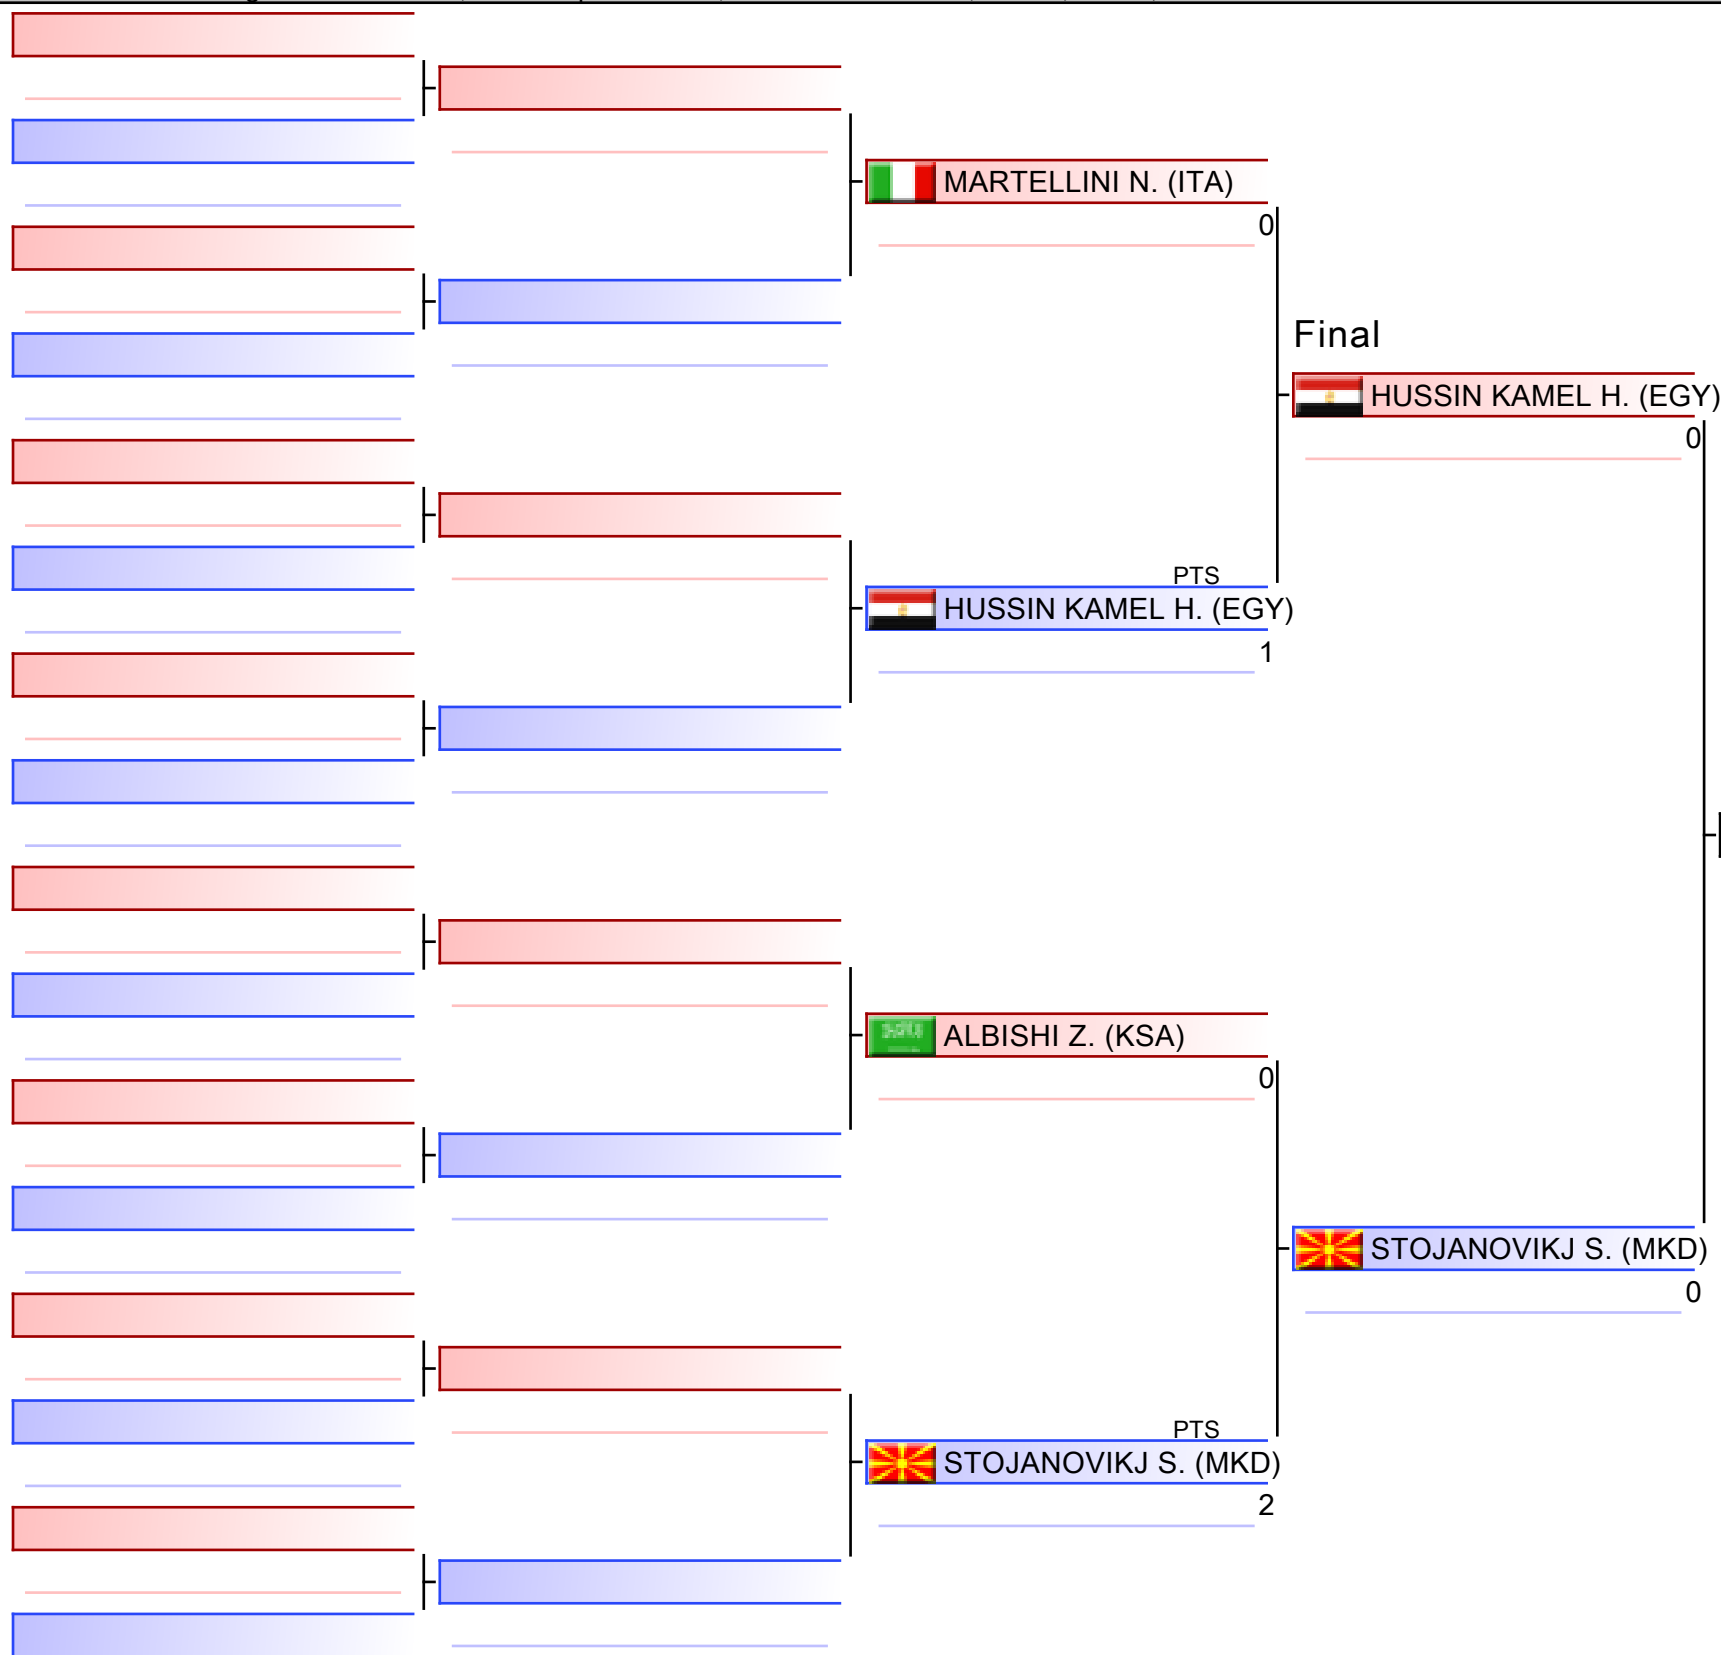 MARTELLINI N. (ITA)
0
Final
HUSSIN KAMEL H. (EGY)
0
PTS
HUSSIN KAMEL H. (EGY)
1
ALBISHI Z. (KSA)
0
STOJANOVIKJ S. (MKD)
0
PTS
STOJANOVIKJ S. (MKD)
2